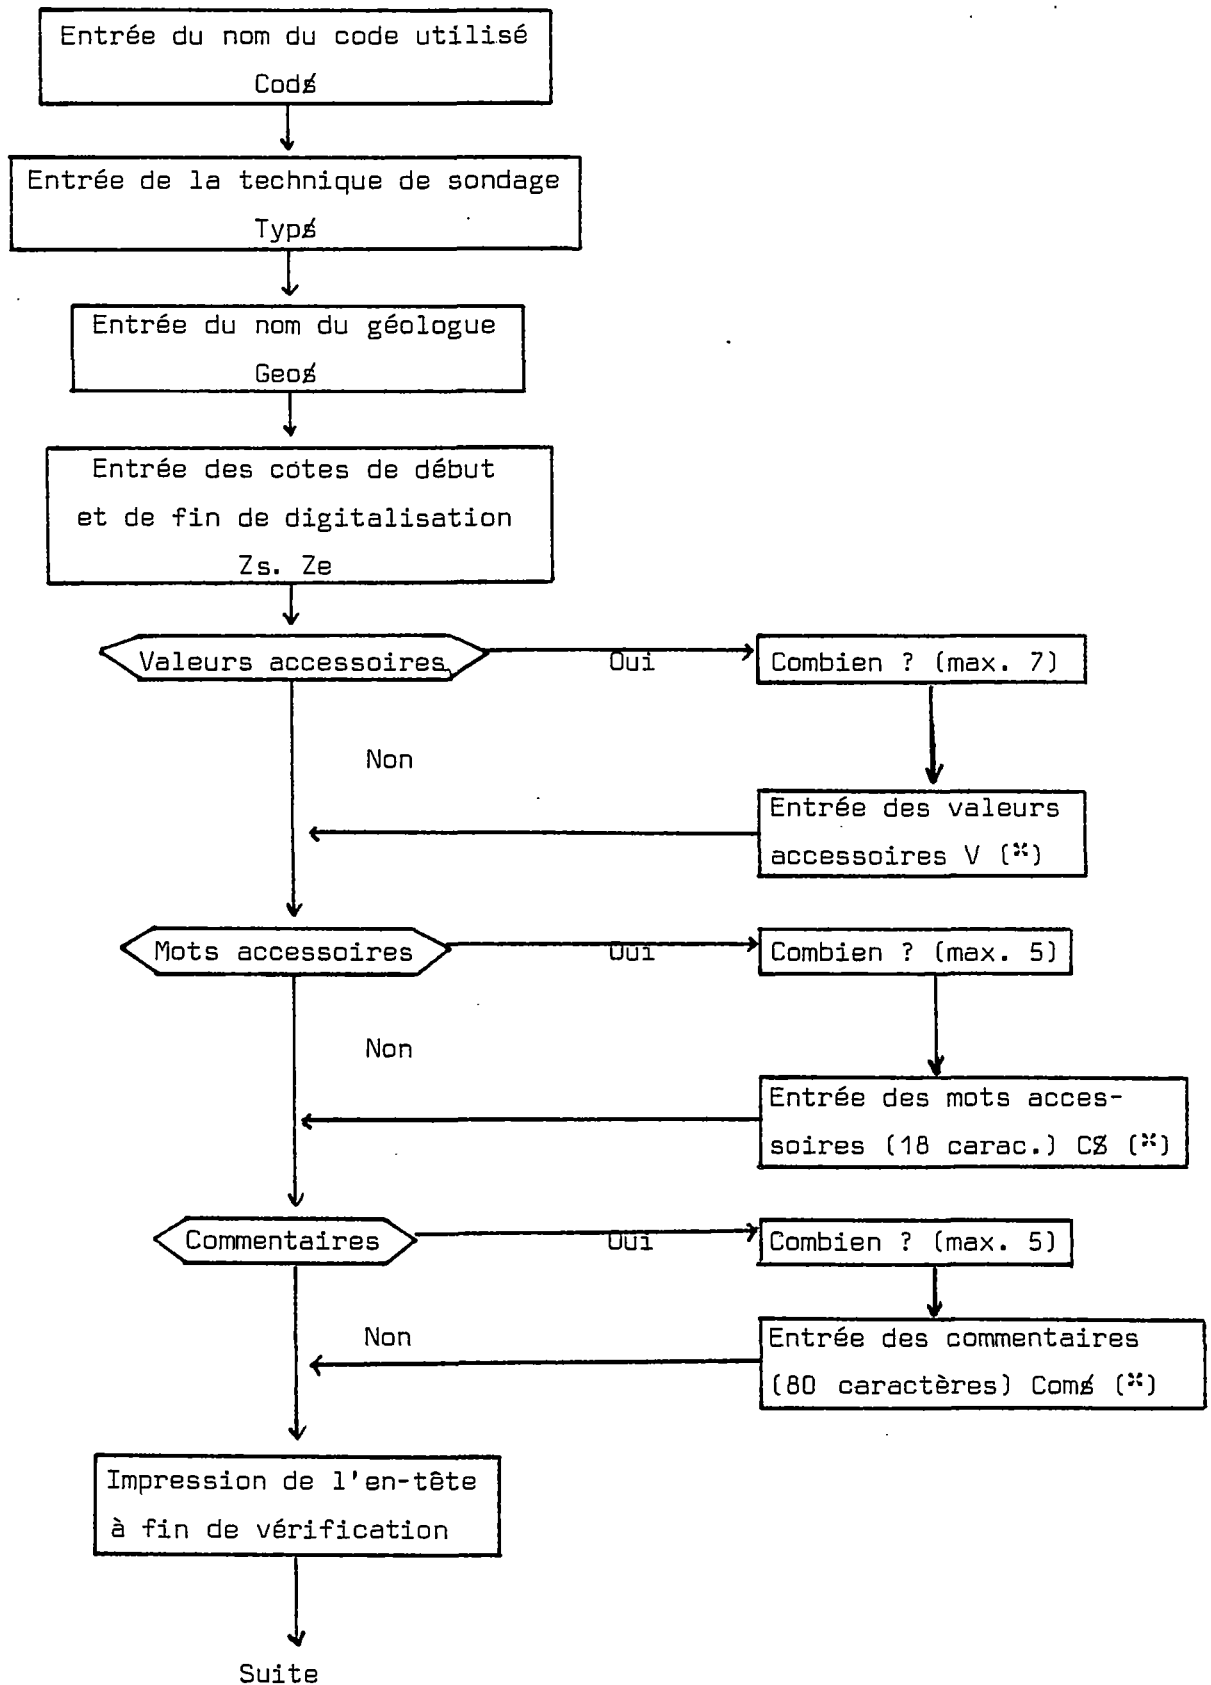 Entrée du nom du code utilisé
Cod$
Entrée de la technique de sondage
Typ$
Entrée du nom du géologue
Geo$
Entrée des cotes de début
et de fin de digitalisation
Zs. Ze
Valeurs accessoires
Oui
Combien ? (max. 7)
Non
Entrée des valeurs
accessoires V (*)
Mots accessoires
Oui
Combien ? (max. 5)
Non
Entrée des mots acces-
soires (18 carac.) C$ (*)
Commentaires
Oui
Combien ? (max. 5)
Non
Entrée des commentaires
(80 caractères) Com$ (*)
Impression de l'en-tête
à fin de vérification
Suite